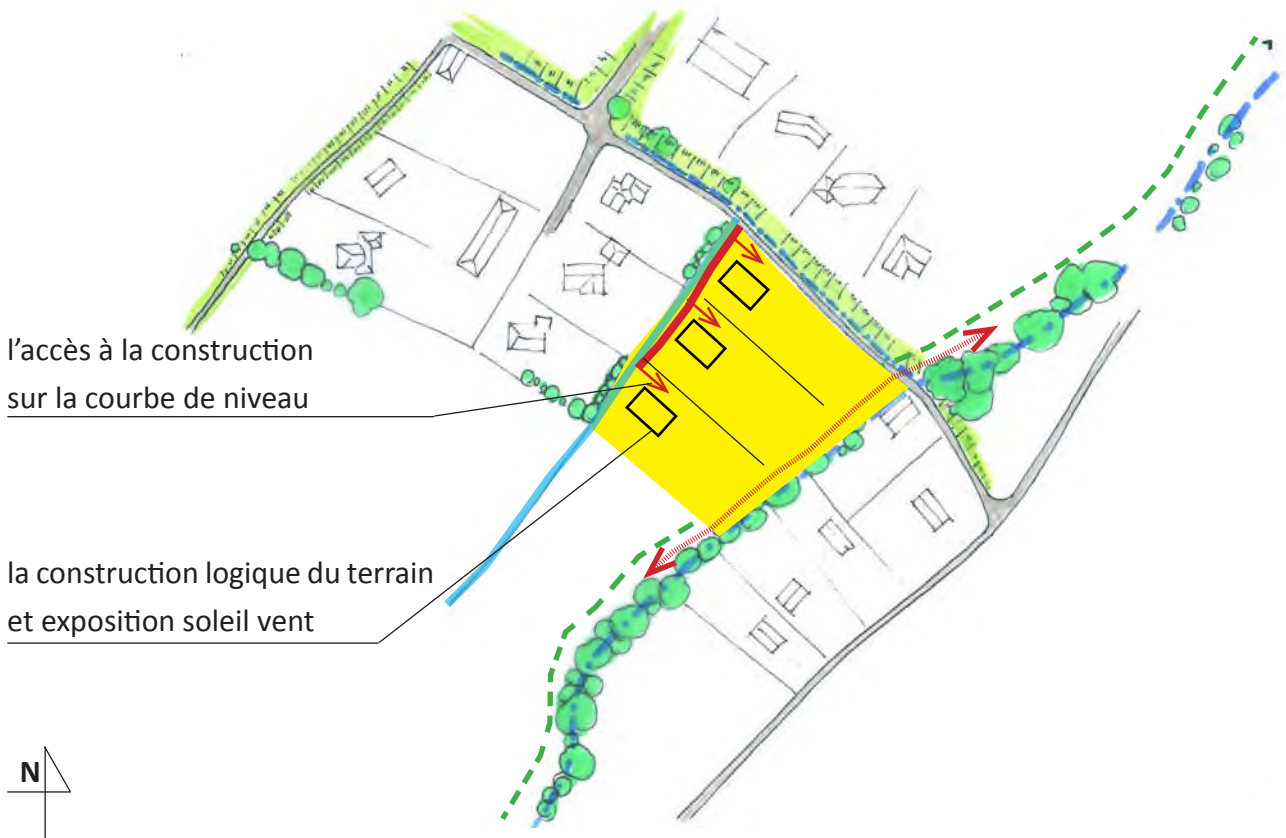 l’accès à la construction
sur la courbe de niveau
la construction logique du terrain
et exposition soleil vent
N